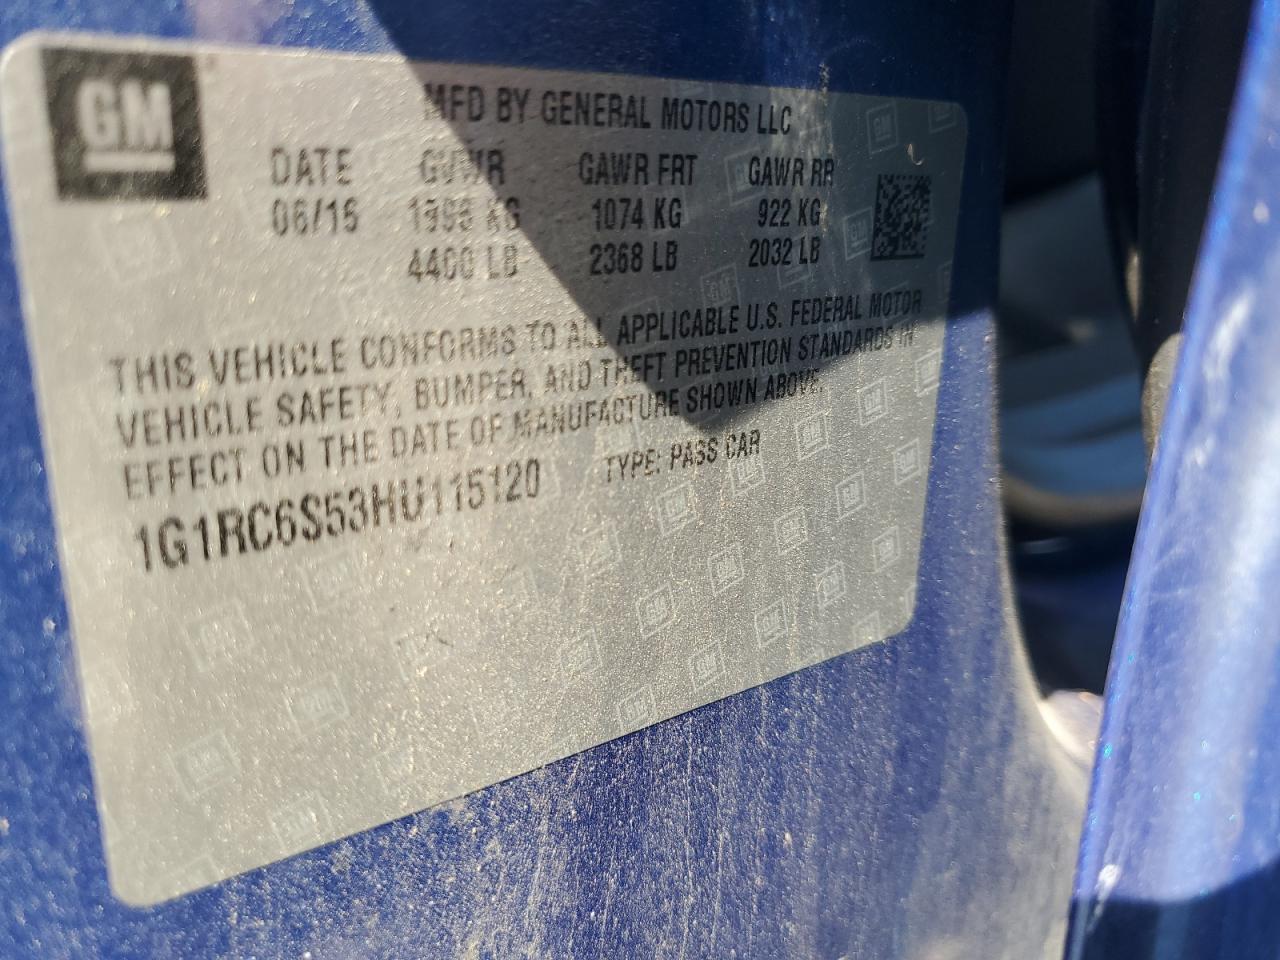 GM
MFD BY GENERAL MOTORS LLC
DATE GVWR GAWR FRT GAWR RR
06/16 1996 KG 1074 KG 922 KG
4400 LB 2368 LB 2032 LB
THIS VEHICLE CONFORMS TO ALL APPLICABLE U.S. FEDERAL MOTOR
VEHICLE SAFETY, BUMPER, AND THEFT PREVENTION STANDARDS IN
EFFECT ON THE DATE OF MANUFACTURE SHOWN ABOVE.
1G1RC6S53HU115120 TYPE: PASS CAR